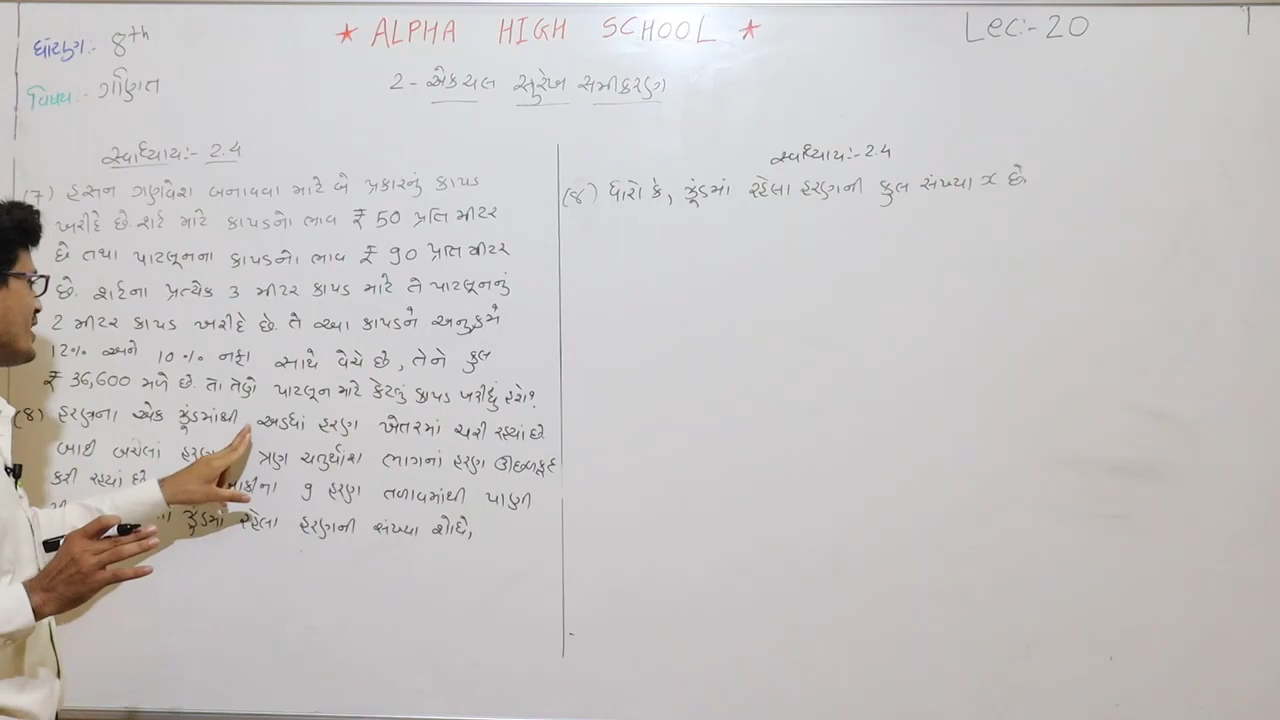 ધોરણ:- 8th
★ ALPHA HIGH SCHOOL ★
Lec:- 20
વિષય:- ગણિત
2 - એકચલ સુરેખ સમીકરણ
સ્વાધ્યાય:- 2.4
(7) હસન ગણવેશ બનાવવા માટે બે પ્રકારનું કાપડ
ખરીદે છે. શર્ટ માટે કાપડનો ભાવ ₹ 50 પ્રતિ મીટર
છે તથા પાટલૂનના કાપડનો ભાવ ₹ 90 પ્રતિ મીટર
છે. શર્ટના પ્રત્યેક 3 મીટર કાપડ માટે તે પાટલૂનનું
2 મીટર કાપડ ખરીદે છે. તે આ કાપડને અનુક્રમે
12% અને 10% નફા સાથે વેચે છે, તેને કુલ
₹ 36,600 મળે છે. તો તેણે પાટલૂન માટે કેટલું કાપડ ખરીદ્યું હશે?
(8) હરણના એક ઝુંડમાંથી અડધાં હરણ ખેતરમાં ચરી રહ્યાં છે.
બાકી બચેલાં ત્રણ ચતુર્થાંશ ભાગનાં હરણ ઊછળકૂદ
કરી રહ્યાં છે 9 હરણ તળાવમાંથી પાણી
ઝુંડમાં રહેલા હરણની સંખ્યા શોધો,
સ્વાધ્યાય:- 2.4
(8) ધારો કે, ઝુંડમાં રહેલા હરણની કુલ સંખ્યા x છે.